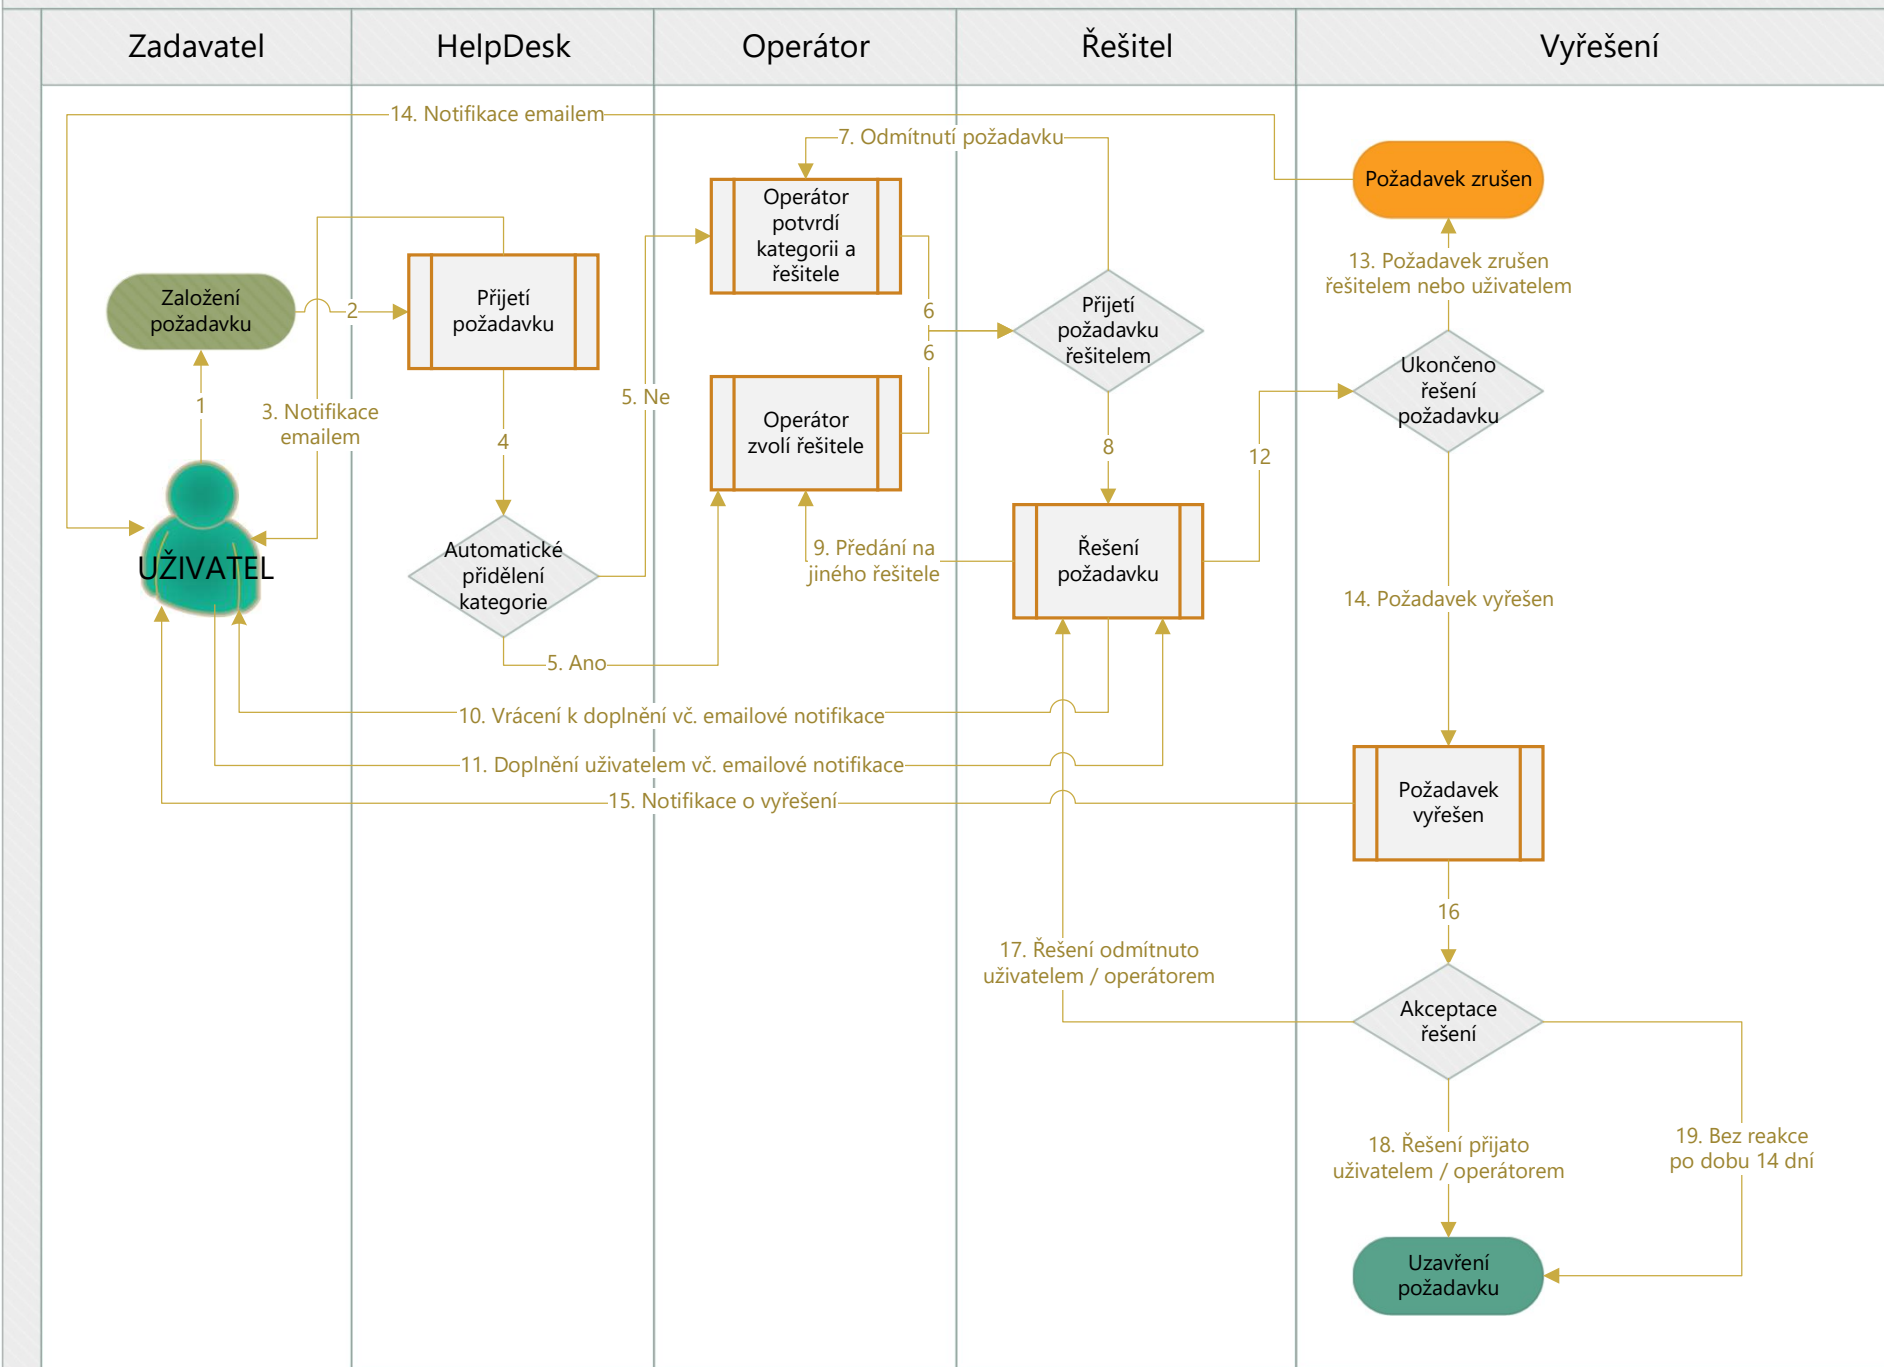 Zadavatel
HelpDesk
Operátor
Řešitel
Vyřešení
14. Notifikace emailem
7. Odmítnutí požadavku
Požadavek zrušen
Operátor
potvrdí
kategorii a
řešitele
13. Požadavek zrušen
řešitelem nebo uživatelem
Založení
požadavku
2
Přijetí
požadavku
6
6
Přijetí
požadavku
řešitelem
Ukončeno
řešení
požadavku
1
3. Notifikace
emailem
4
5. Ne
Operátor
zvolí řešitele
8
12
UŽIVATEL
Automatické
přidělení
kategorie
9. Předání na
jiného řešitele
Řešení
požadavku
14. Požadavek vyřešen
5. Ano
10. Vrácení k doplnění vč. emailové notifikace
11. Doplnění uživatelem vč. emailové notifikace
15. Notifikace o vyřešení
Požadavek
vyřešen
16
17. Řešení odmítnuto
uživatelem / operátorem
Akceptace
řešení
18. Řešení přijato
uživatelem / operátorem
19. Bez reakce
po dobu 14 dní
Uzavření
požadavku